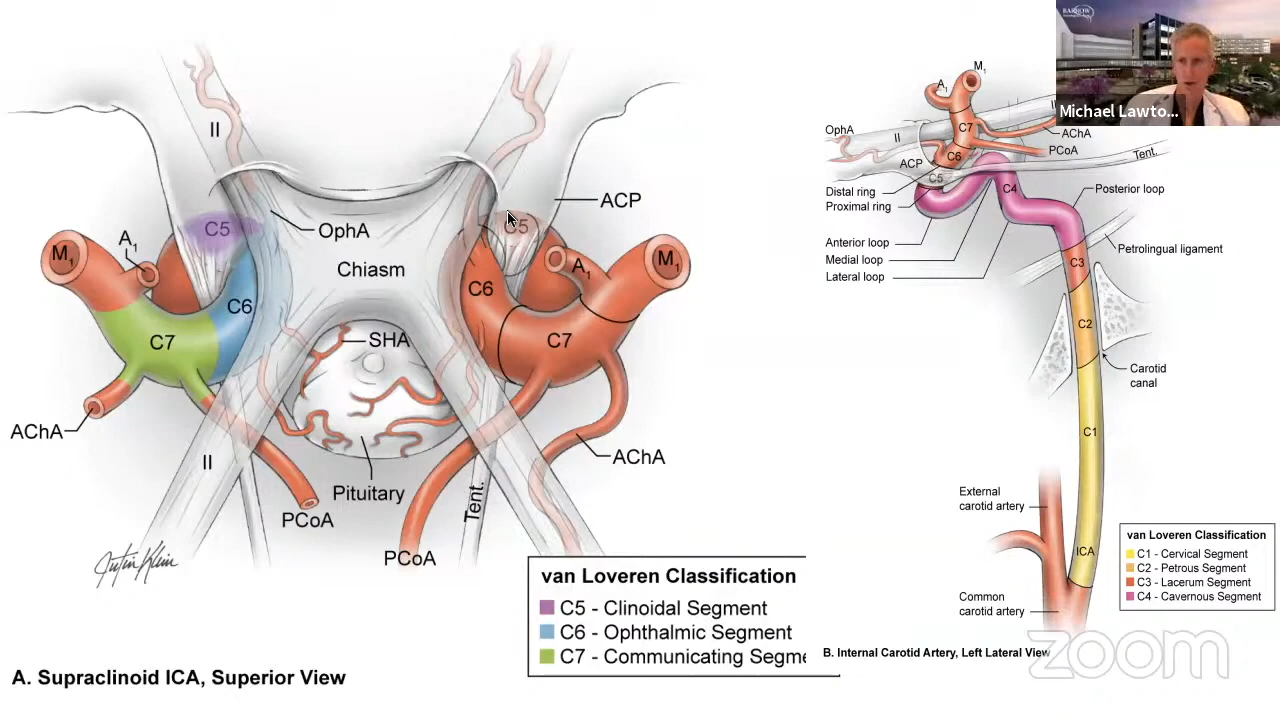 II
C5
OphA
ACP
A1
M1
C6
Chiasm
C7
SHA
AChA
II
Pituitary
PCoA
C5
C6
A1
M1
C7
AChA
PCoA
Tent.
Justin Klein
van Loveren Classification
C5 - Clinoidal Segment
C6 - Ophthalmic Segment
C7 - Communicating Segme
A. Supraclinoid ICA, Superior View
BARROW
Michael Lawto...
M1
A1
OphA
II
C7
AChA
PCoA
C6
ACP
C5
Tent.
Distal ring
Proximal ring
C4
Posterior loop
Anterior loop
Medial loop
Lateral loop
Petrolingual ligament
C3
C2
Carotid
canal
C1
External
carotid artery
ICA
Common
carotid artery
van Loveren Classification
C1 - Cervical Segment
C2 - Petrous Segment
C3 - Lacerum Segment
C4 - Cavernous Segment
B. Internal Carotid Artery, Left Lateral View
zoom